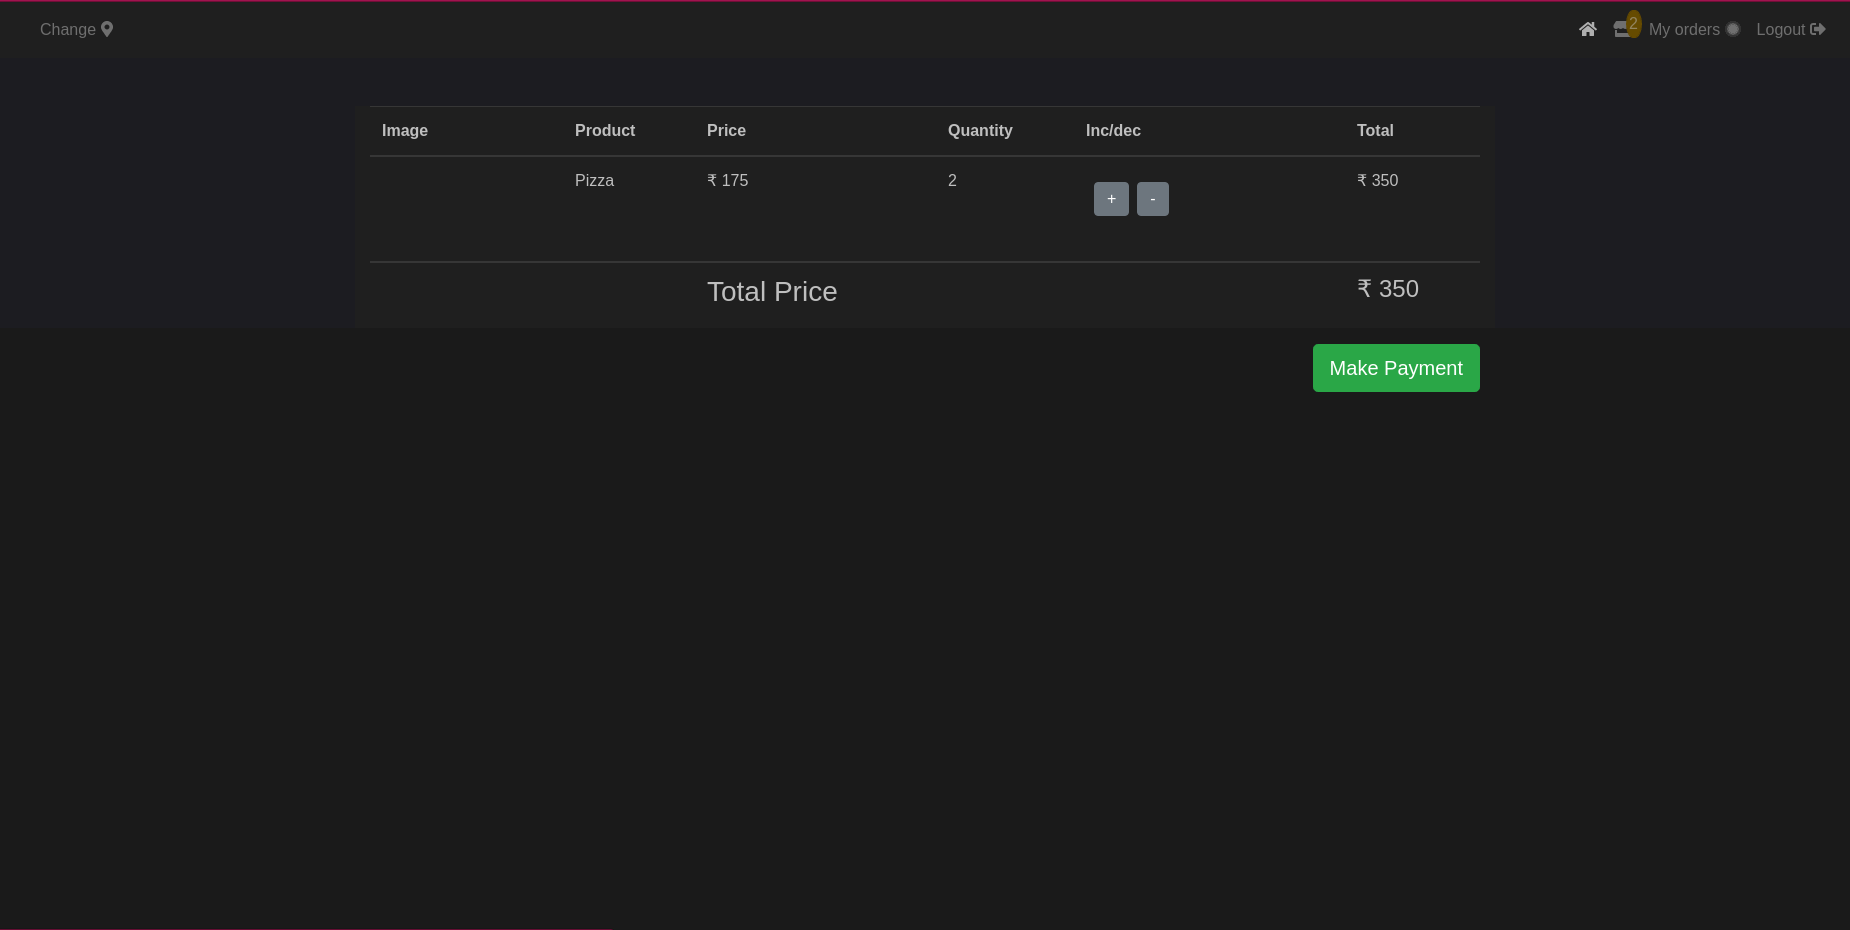 Change 2 My orders Logout
Image Product Price Quantity Inc/dec Total
Pizza ₹ 175 2 + - ₹ 350
Total Price ₹ 350
Make Payment